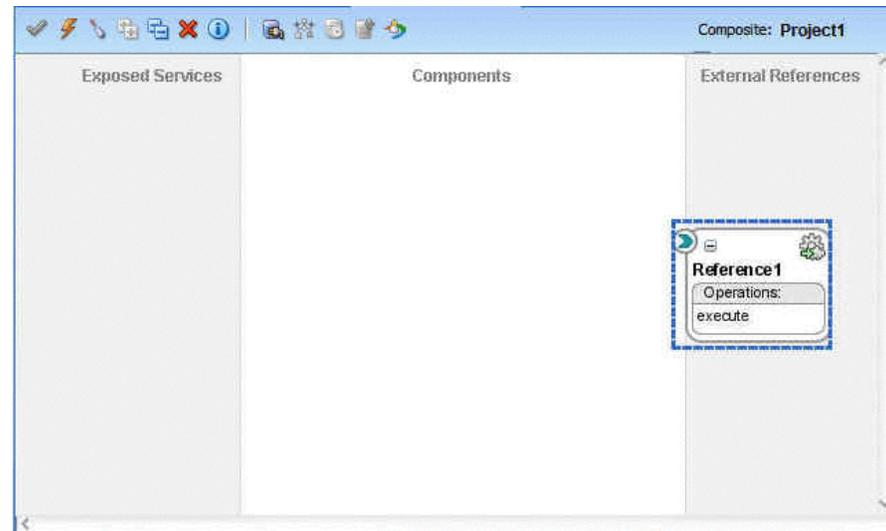 Composite: Project1
Exposed Services
Components
External References
Reference1
Operations:
execute